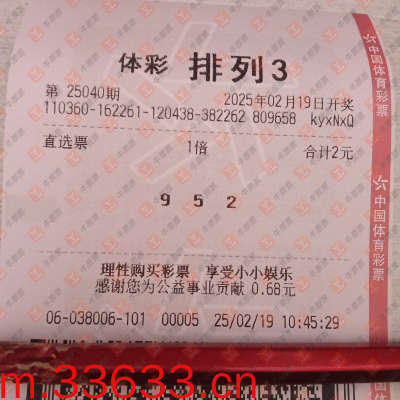 体彩 排列3
第 25040期 2025年02月19日开奖
110360-162261-120438-382262 809658 kyxNxQ
直选票 1倍 合计2元
9 5 2
理性购买彩票 享受小小娱乐
感谢您为公益事业贡献 0.68元
06-038006-101 00005 25/02/19 10:45:29
中国体育彩票
中国体育彩票
m.33633.cn